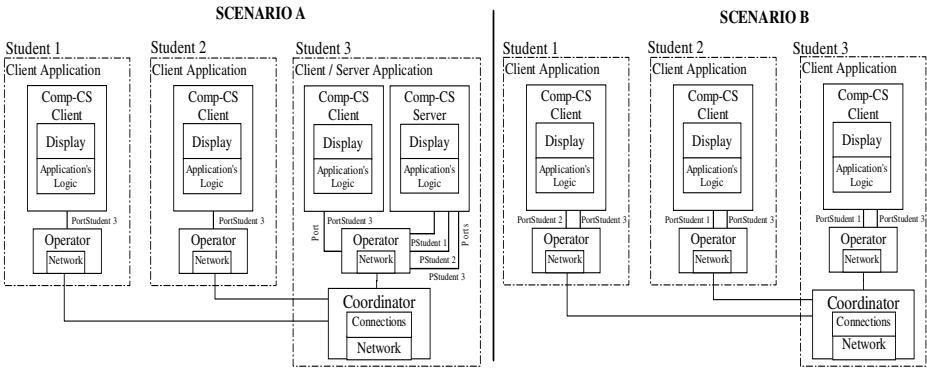 SCENARIO A
Student 1
Client Application
Comp-CS
Client
Display
Application's
Logic
PortStudent 3
Operator
Network
Student 2
Client Application
Comp-CS
Client
Display
Application's
Logic
PortStudent 3
Operator
Network
Student 3
Client / Server Application
Comp-CS
Client
Display
Application's
Logic
Comp-CS
Server
Display
Application's
Logic
Port
PortStudent 3
Ports
PStudent 1
PStudent 2
PStudent 3
Operator
Network
Coordinator
Connections
Network
SCENARIO B
Student 1
Client Application
Comp-CS
Client
Display
Application's
Logic
PortStudent 2
PortStudent 3
Operator
Network
Student 2
Client Application
Comp-CS
Client
Display
Application's
Logic
PortStudent 1
PortStudent 3
Operator
Network
Student 3
Client Application
Comp-CS
Client
Display
Application's
Logic
PortStudent 1
PortStudent 3
Operator
Network
Coordinator
Connections
Network